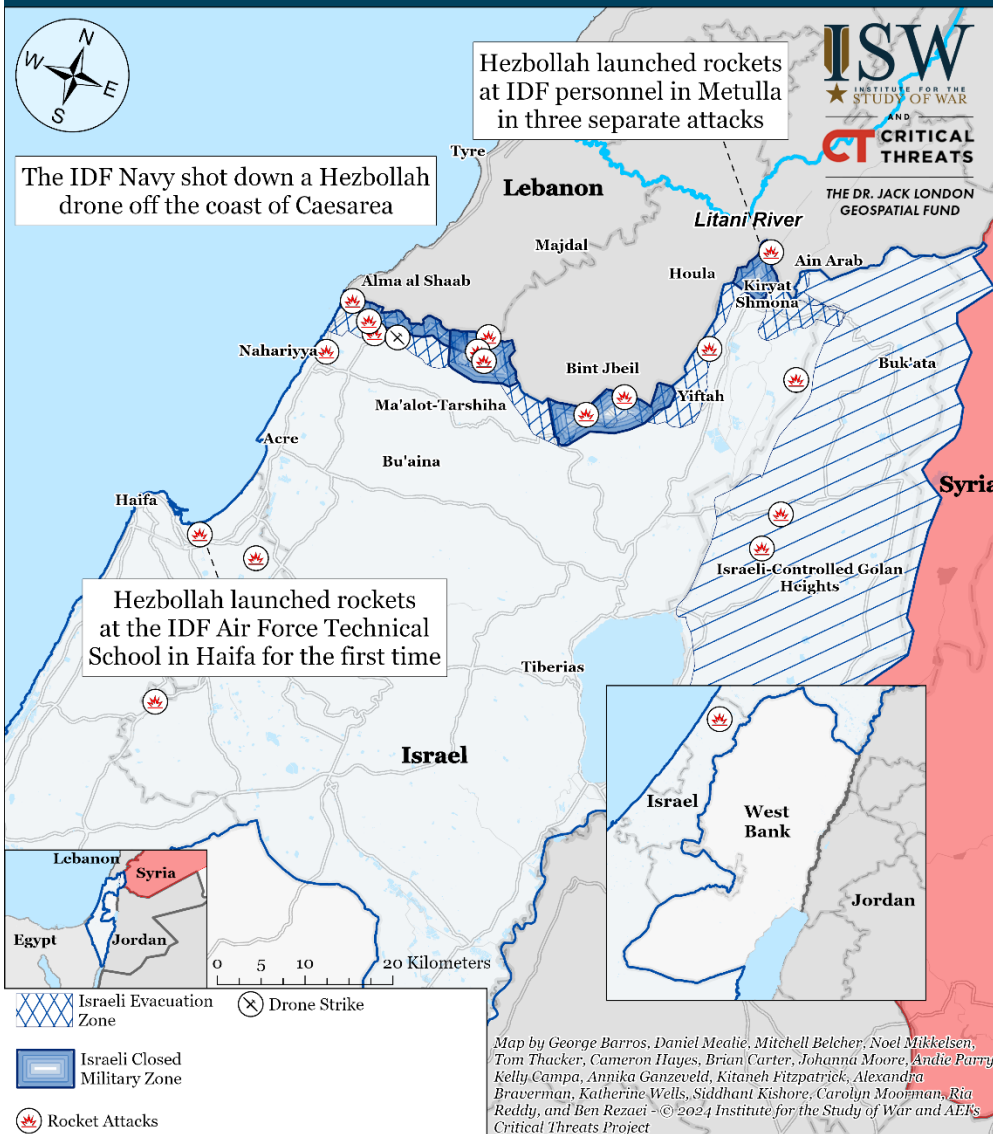 N
W
E
S
Hezbollah launched rockets
at IDF personnel in Metulla
in three separate attacks
ISW
INSTITUTE FOR THE
STUDY OF WAR
AND
CT CRITICAL
THREATS
THE DR. JACK LONDON
GEOSPATIAL FUND
The IDF Navy shot down a Hezbollah
drone off the coast of Caesarea
Tyre
Lebanon
Litani River
Majdal
Ain Arab
Houla
Alma al Shaab
Kiryat
Shmona
Nahariyya
Bint Jbeil
Buk'ata
Yiftah
Ma'alot-Tarshiha
Acre
Bu'aina
Haifa
Syria
Israeli-Controlled Golan
Heights
Hezbollah launched rockets
at the IDF Air Force Technical
School in Haifa for the first time
Tiberias
Israel
Israel
West
Bank
Jordan
Lebanon
Syria
Egypt
Jordan
0 5 10 20 Kilometers
Israeli Evacuation
Zone
Drone Strike
Israeli Closed
Military Zone
Rocket Attacks
Map by George Barros, Daniel Mealie, Mitchell Belcher, Noel Mikkelsen,
Tom Thacker, Cameron Hayes, Brian Carter, Johanna Moore, Andie Parry,
Kelly Campa, Annika Ganzeveld, Kitaneh Fitzpatrick, Alexandra
Braverman, Katherine Wells, Siddhant Kishore, Carolyn Moorman, Ria
Reddy, and Ben Rezaei - © 2024 Institute for the Study of War and AEI's
Critical Threats Project